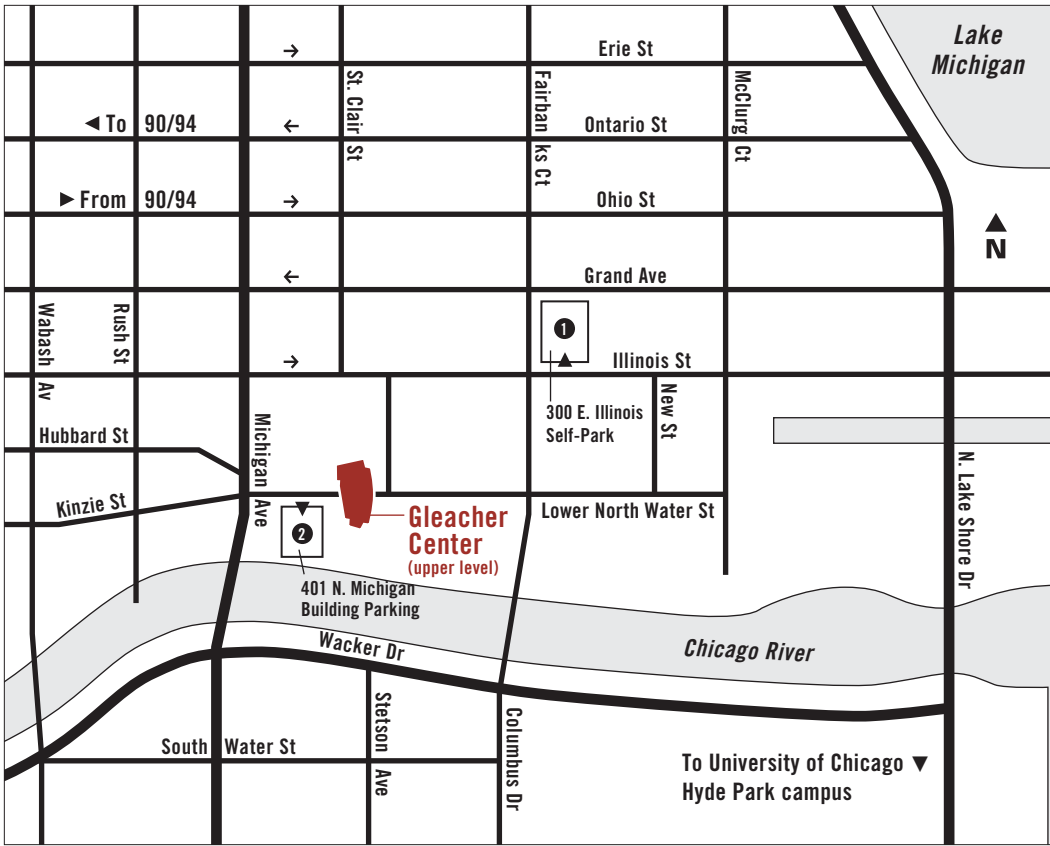 Lake
Michigan
→
Erie St
St. Clair St
Fairbanks Ct
McClurg Ct
◄ To 90/94
←
Ontario St
► From 90/94
→
Ohio St
▲
N
←
Grand Ave
Wabash Av
Rush St
1
→
▲
Illinois St
300 E. Illinois
Self-Park
New St
Michigan Ave
Hubbard St
Kinzie St
▼
2
Gleacher
Center
(upper level)
Lower North Water St
N. Lake Shore Dr
401 N. Michigan
Building Parking
Wacker Dr
Chicago River
Stetson Ave
Columbus Dr
South Water St
To University of Chicago ▼
Hyde Park campus